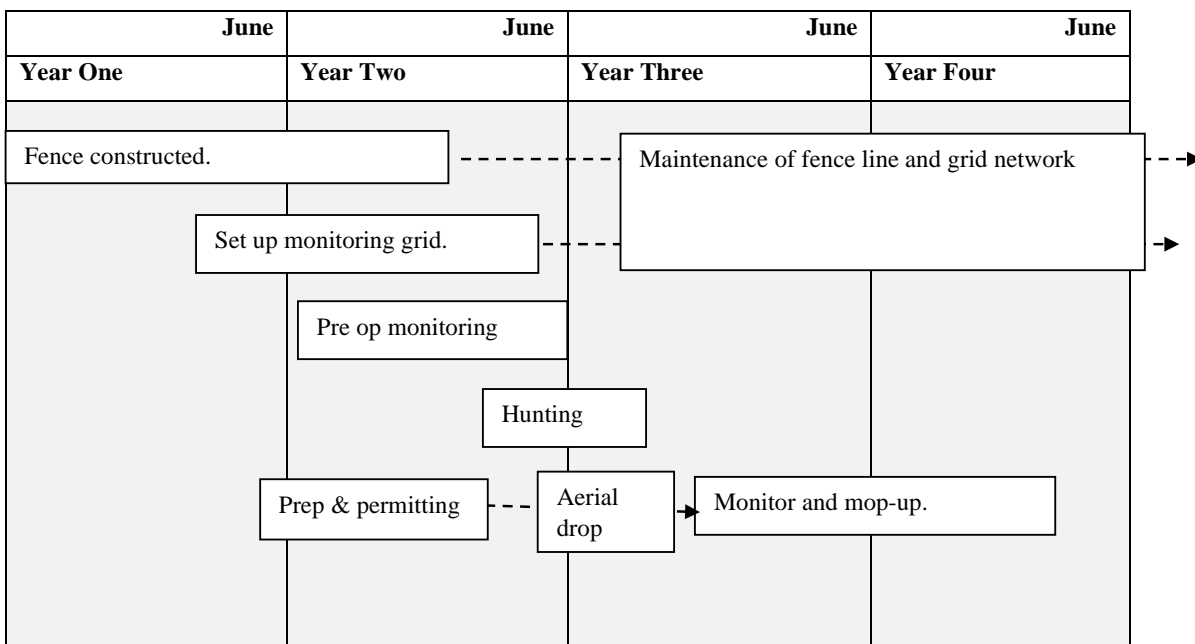 June June June June
Year One Year Two Year Three Year Four
Fence constructed.
Maintenance of fence line and grid network
Set up monitoring grid.
Pre op monitoring
Hunting
Prep & permitting
Aerial
drop
Monitor and mop-up.